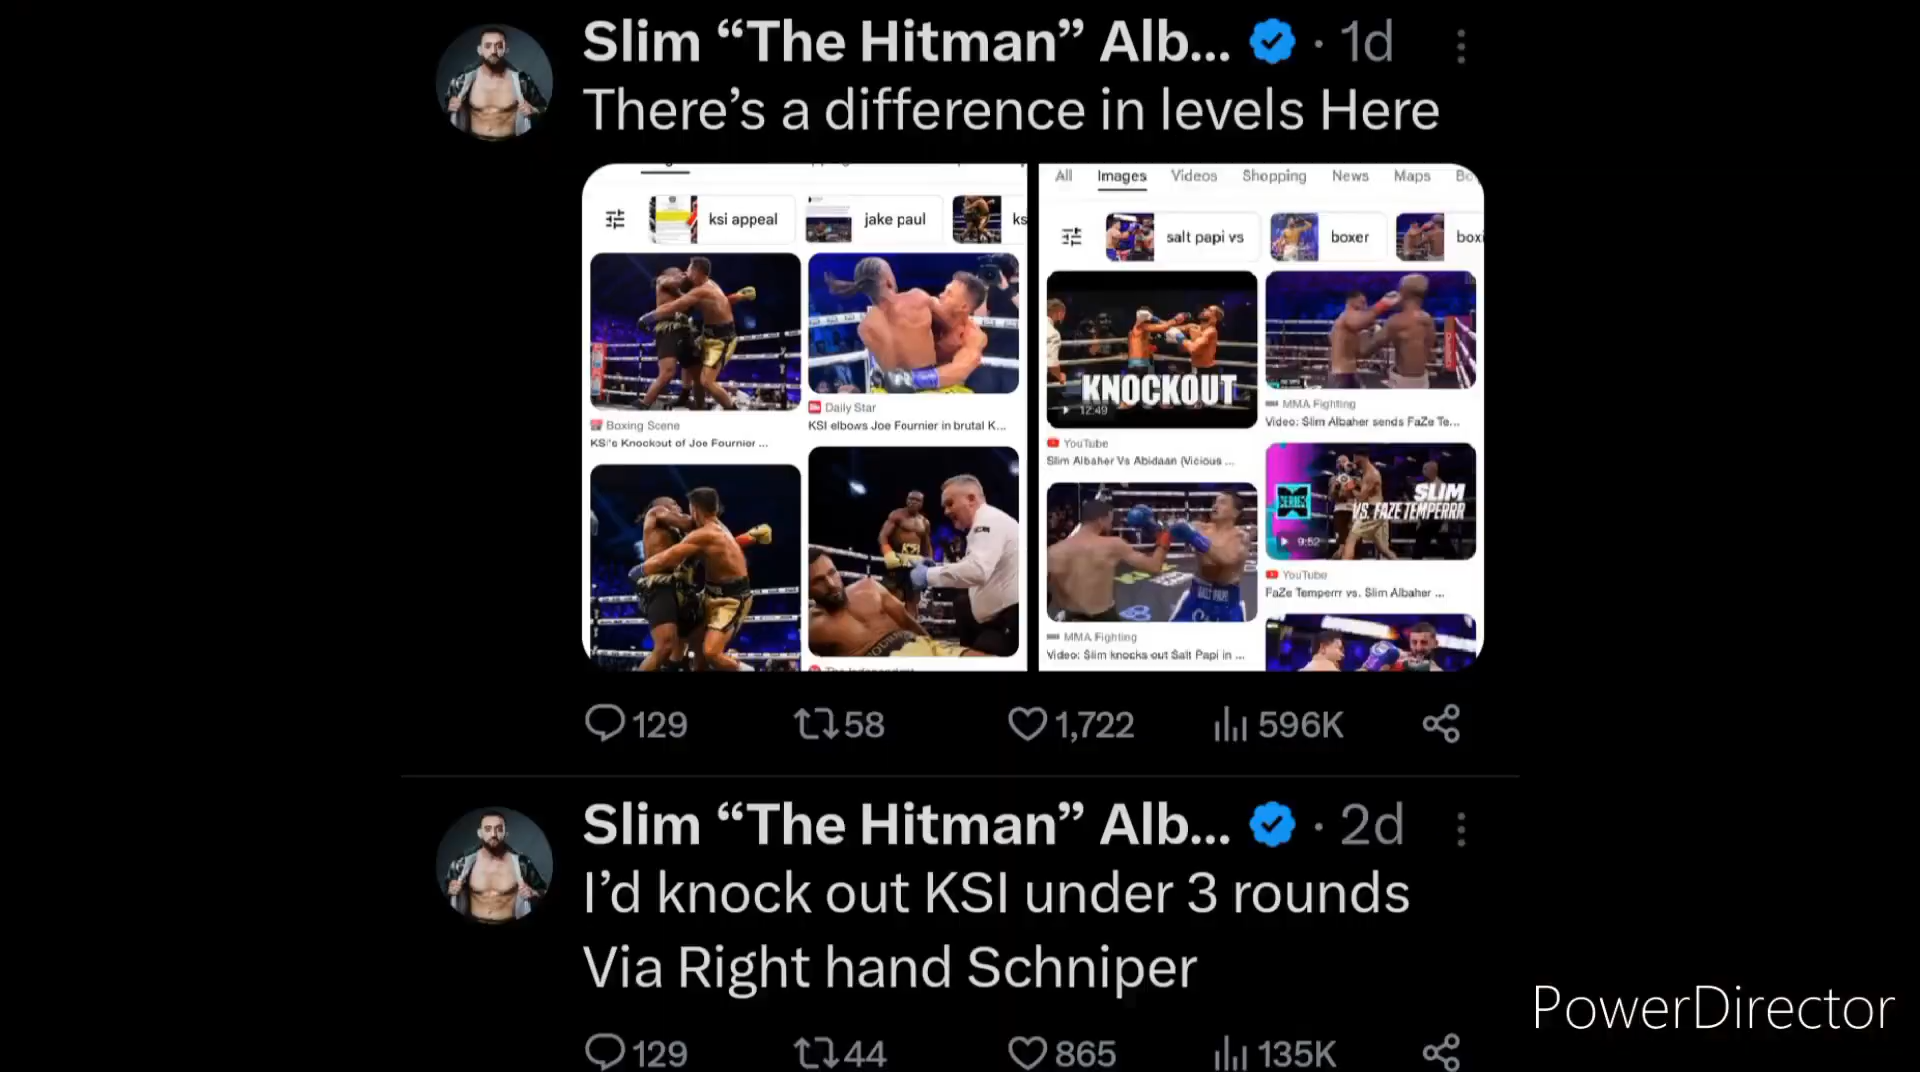 Slim “The Hitman” Alb... · 1d
There’s a difference in levels Here
ksi appeal
jake paul
ks
Boxing Scene
KSI's Knockout of Joe Fournier ...
Daily Star
KSI elbows Joe Fournier in brutal K...
All Images Videos Shopping News Maps Bo
salt papi vs
boxer
boxi
KNOCKOUT
12:49
YouTube
Slim Albaher Vs Abidaan (Vicious ...
MMA Fighting
Video: Slim Albaher sends FaZe Te...
SLIM
VS. FAZE TEMPERRR
9:52
YouTube
FaZe Temperrr vs. Slim Albaher ...
MMA Fighting
Video: Slim knocks out Salt Papi in ...
129 58 1,722 596K
Slim “The Hitman” Alb... · 2d
I’d knock out KSI under 3 rounds
Via Right hand Schniper
129 44 865 135K
PowerDirector